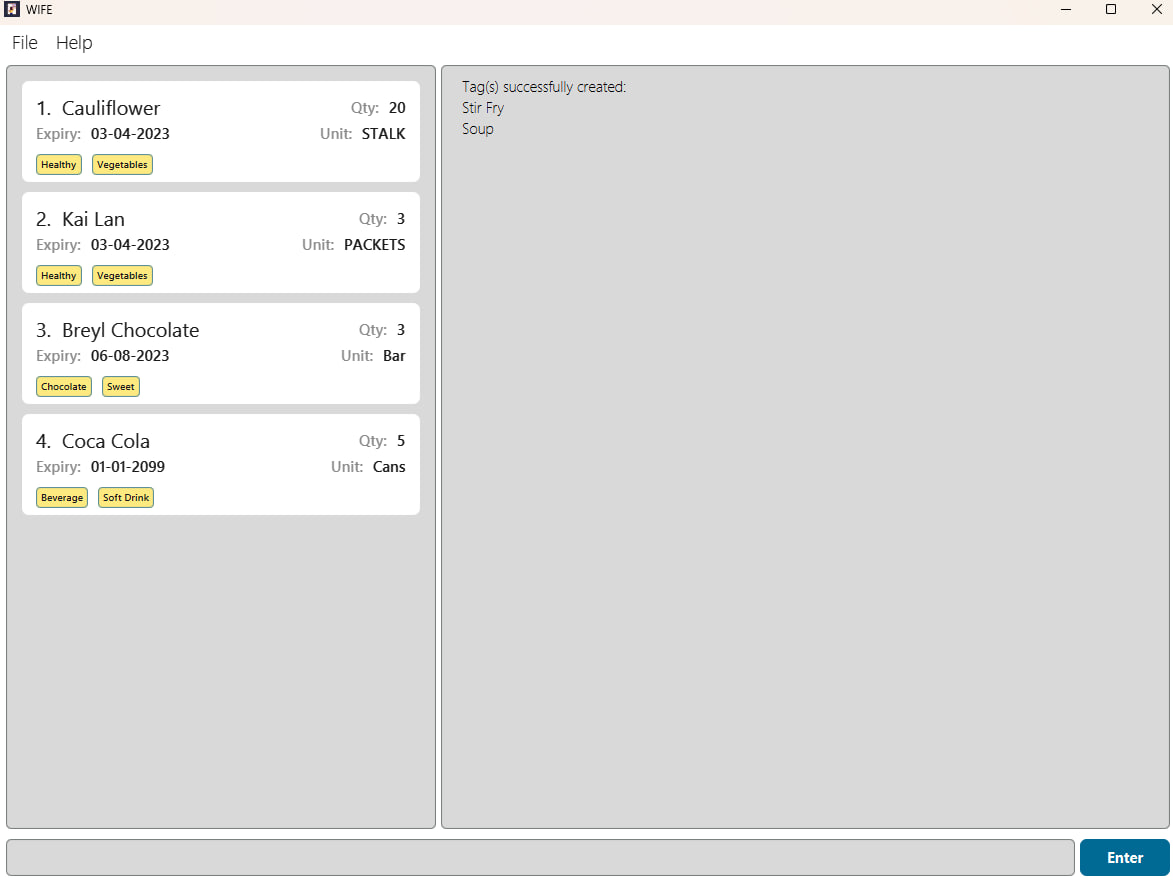 WIFE
File Help
1. Cauliflower Qty: 20
Expiry: 03-04-2023 Unit: STALK
Healthy Vegetables
2. Kai Lan Qty: 3
Expiry: 03-04-2023 Unit: PACKETS
Healthy Vegetables
3. Breyl Chocolate Qty: 3
Expiry: 06-08-2023 Unit: Bar
Chocolate Sweet
4. Coca Cola Qty: 5
Expiry: 01-01-2099 Unit: Cans
Beverage Soft Drink
Tag(s) successfully created:
Stir Fry
Soup
Enter